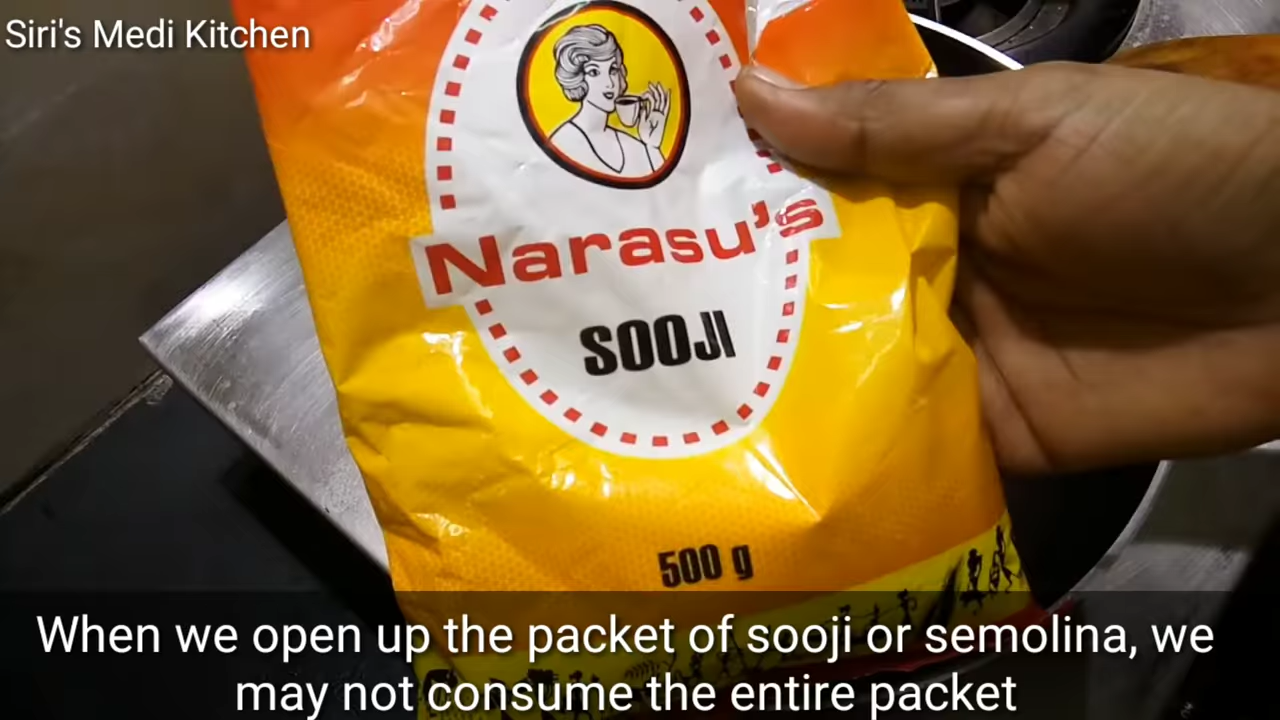 Siri's Medi Kitchen
Narasu's
SOOJI
500 g
When we open up the packet of sooji or semolina, we
may not consume the entire packet